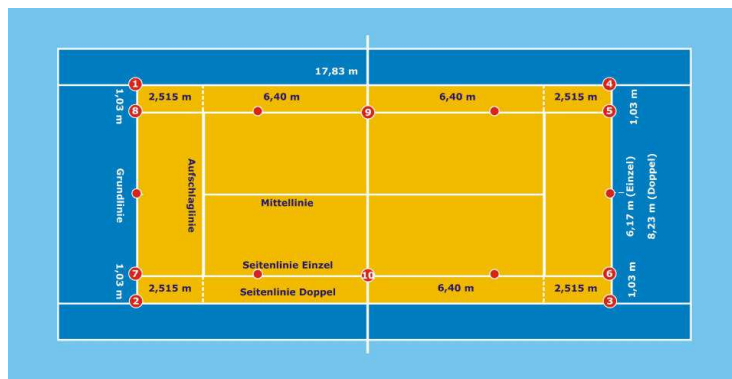 17,83 m
1
4
1,03 m
2,515 m
6,40 m
6,40 m
2,515 m
1,03 m
8
9
5
Grundlinie
Aufschlaglinie
Mittellinie
6,17 m (Einzel)
8,23 m (Doppel)
Seitenlinie Einzel
7
10
6
1,03 m
2,515 m
Seitenlinie Doppel
6,40 m
2,515 m
1,03 m
2
3